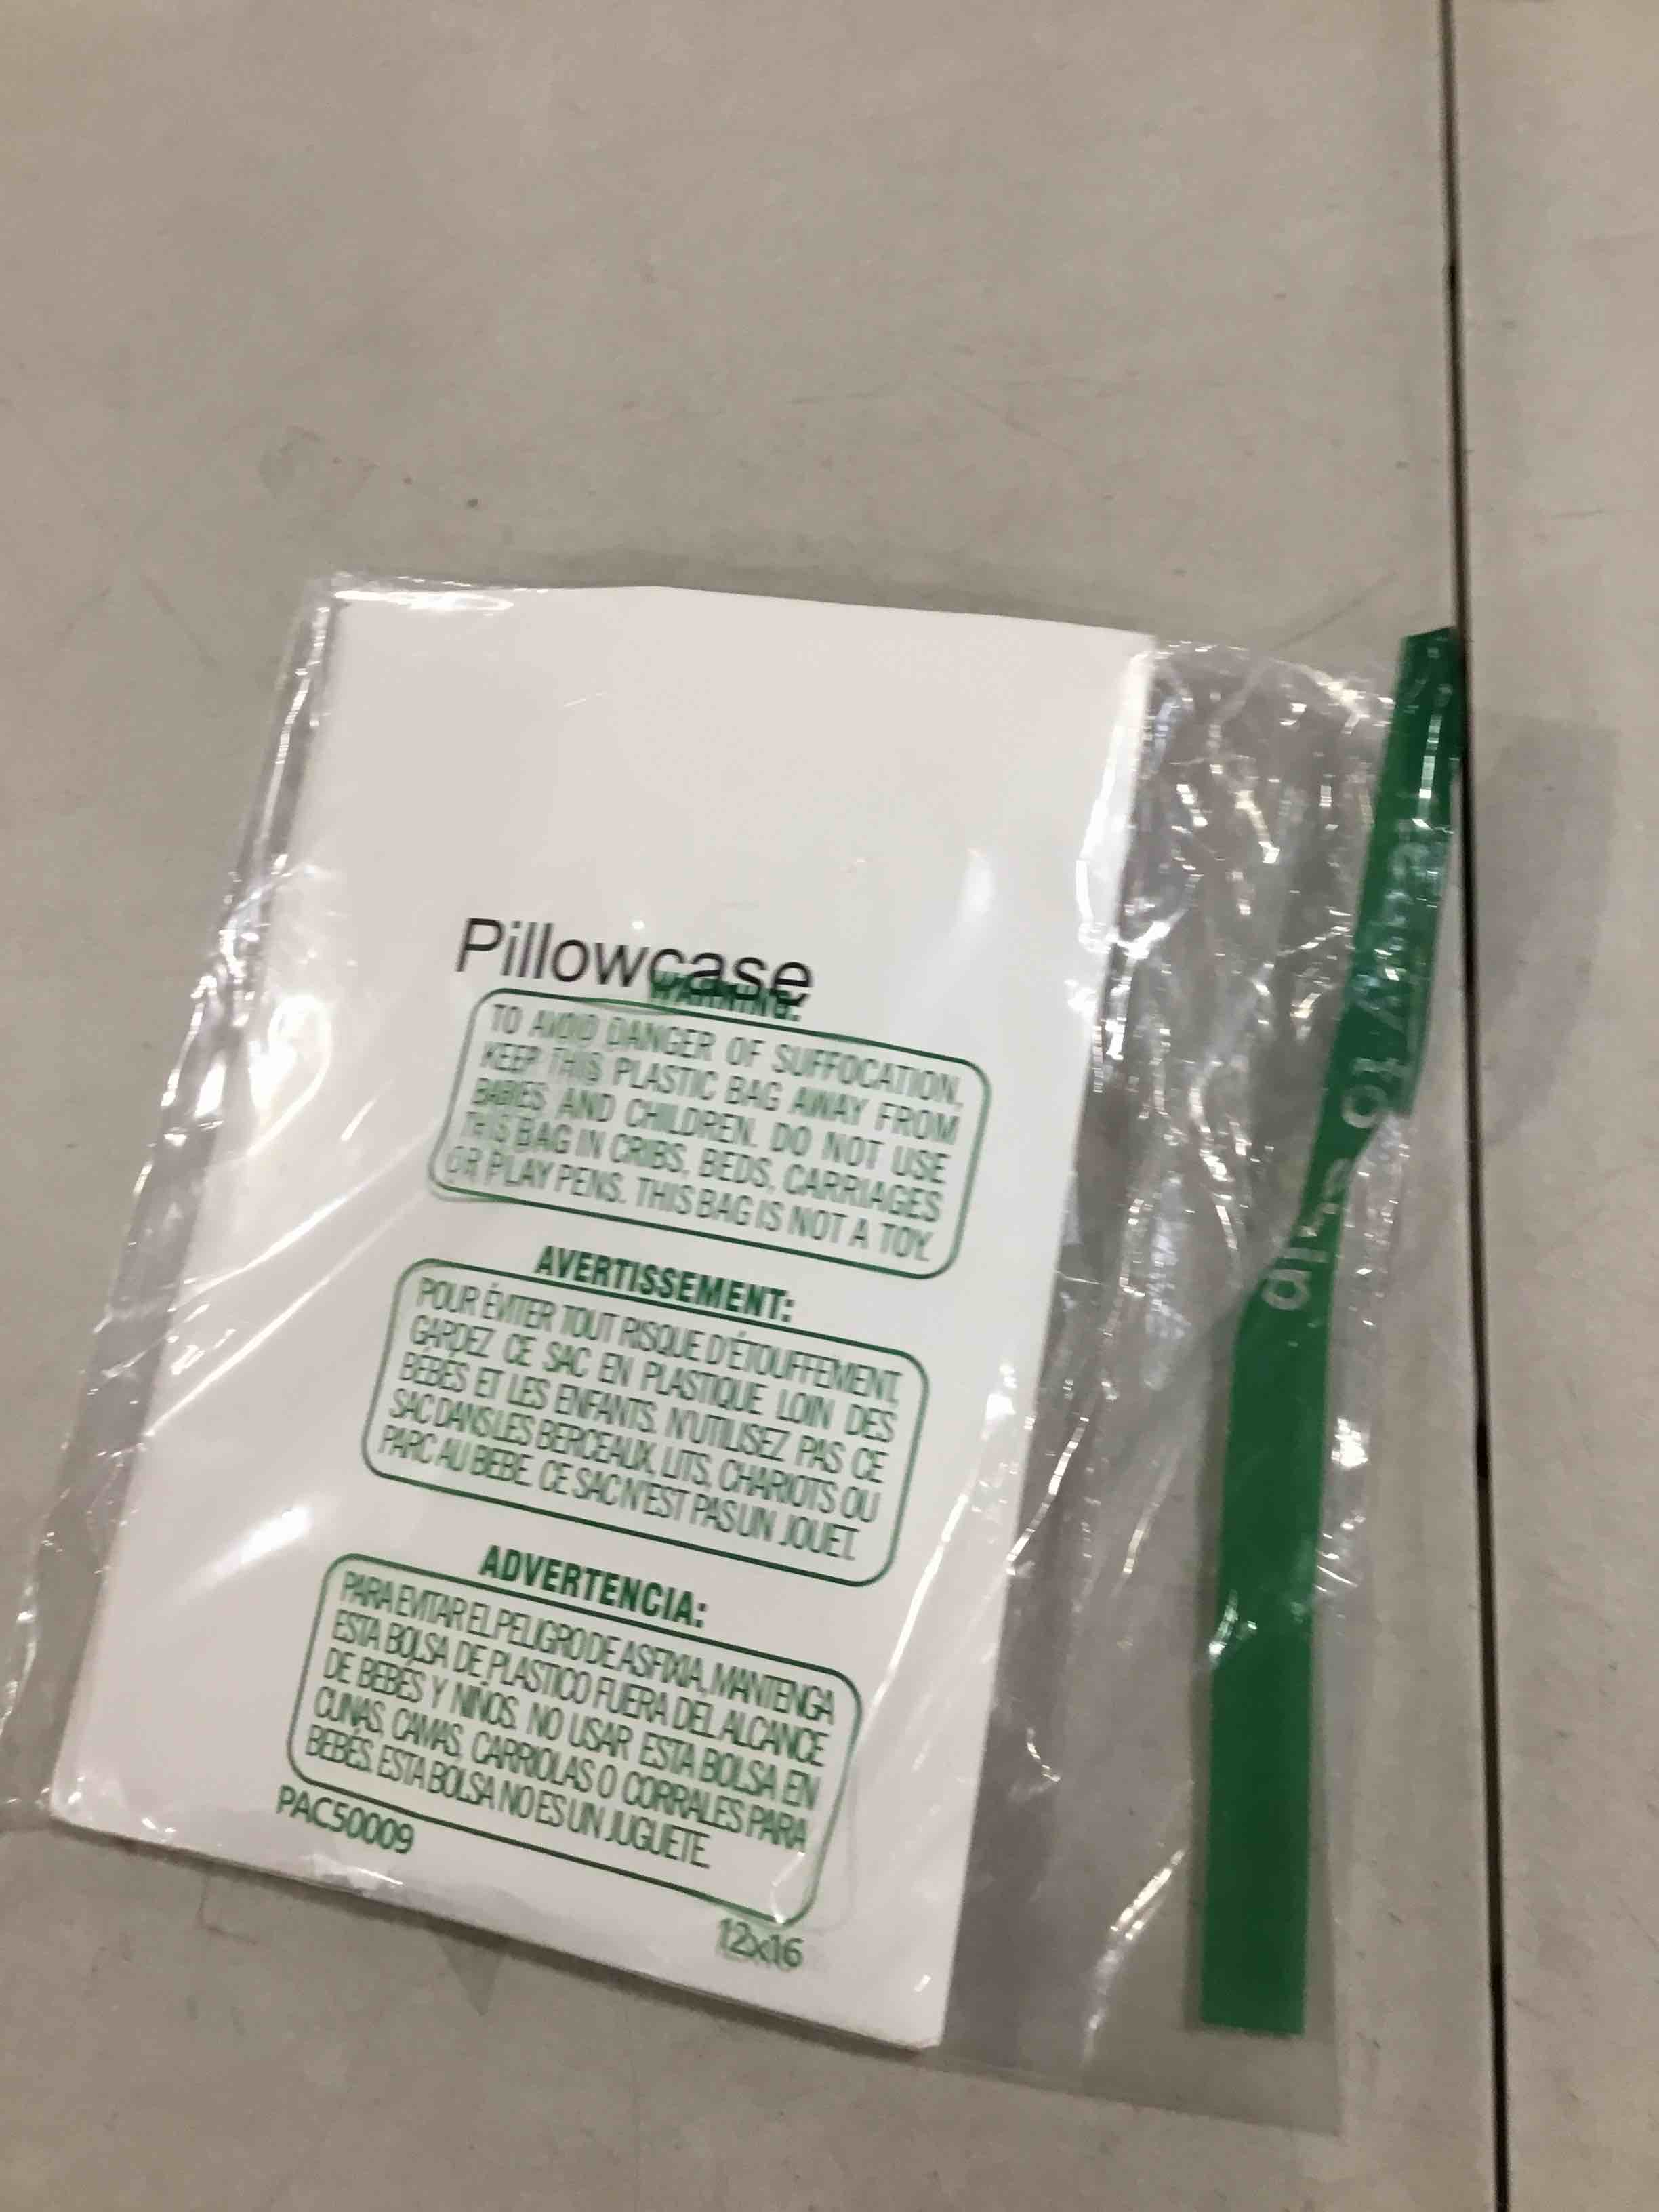 Pillowcase
WARNING:
TO AVOID DANGER OF SUFFOCATION,
KEEP THIS PLASTIC BAG AWAY FROM
BABIES AND CHILDREN. DO NOT USE
THIS BAG IN CRIBS, BEDS, CARRIAGES
OR PLAY PENS. THIS BAG IS NOT A TOY.
AVERTISSEMENT:
POUR ÉVITER TOUT RISQUE D'ÉTOUFFEMENT,
GARDEZ CE SAC EN PLASTIQUE LOIN DES
BÉBÉS ET LES ENFANTS. N'UTILISEZ PAS CE
SAC DANS LES BERCEAUX, LITS, CHARIOTS OU
PARC AU BEBE. CE SAC N'EST PAS UN JOUET.
ADVERTENCIA:
PARA EVITAR EL PELIGRO DE ASFIXIA, MANTENGA
ESTA BOLSA DE PLASTICO FUERA DEL ALCANCE
DE BEBÉS Y NIÑOS. NO USAR ESTA BOLSA EN
CUNAS, CAMAS, CARRIOLAS O CORRALES PARA
BEBÉS. ESTA BOLSA NO ES UN JUGUETE.
PAC50009
12x16
Ready to Ship